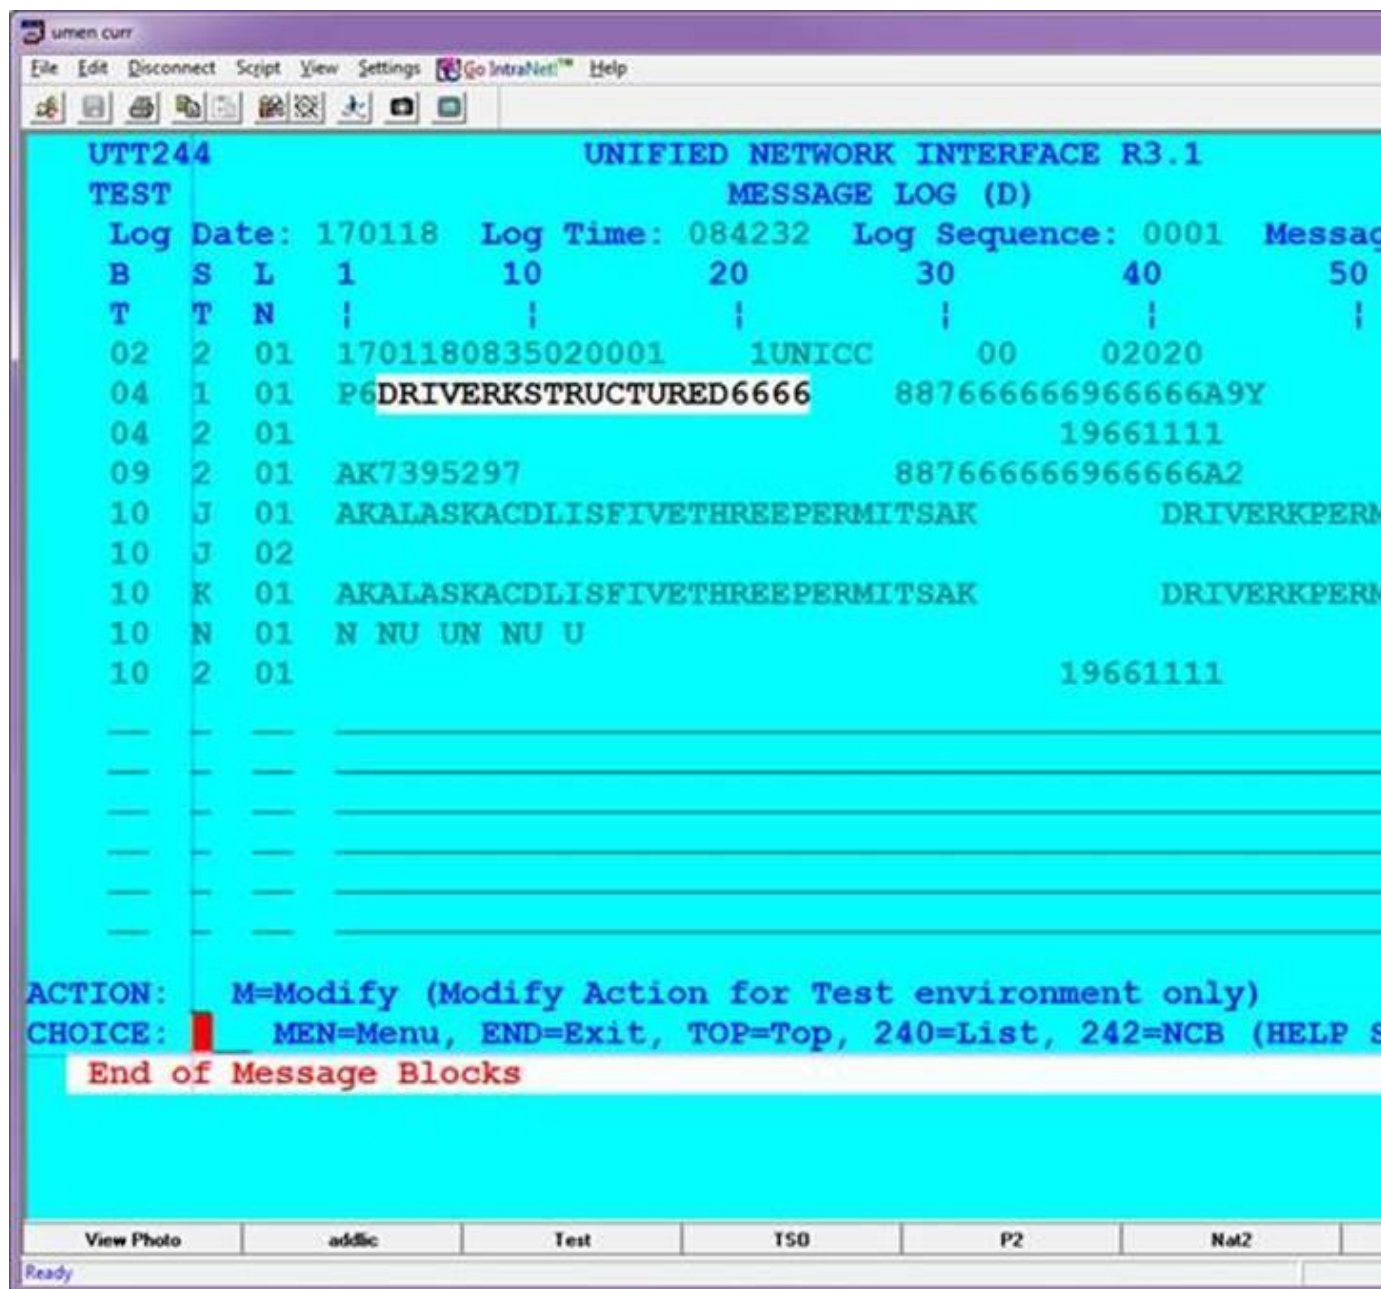 umen curr
File Edit Disconnect Script View Settings Go IntraNet!™ Help
UTT244 UNIFIED NETWORK INTERFACE R3.1
TEST MESSAGE LOG (D)
Log Date: 170118 Log Time: 084232 Log Sequence: 0001 Messag
B S L 1 10 20 30 40 50
T T N ¦ ¦ ¦ ¦ ¦ ¦
02 2 01 1701180835020001 1UNICC 00 02020
04 1 01 P6DRIVERKSTRUCTURED6666 887666666966666A9Y
04 2 01 19661111
09 2 01 AK7395297 887666666966666A2
10 J 01 AKALASKACDLISFIVETHREEPERMITSAK DRIVERKPERM
10 J 02
10 K 01 AKALASKACDLISFIVETHREEPERMITSAK DRIVERKPERM
10 N 01 N NU UN NU U
10 2 01 19661111
ACTION: M=Modify (Modify Action for Test environment only)
CHOICE: MEN=Menu, END=Exit, TOP=Top, 240=List, 242=NCB (HELP S
End of Message Blocks
View Photo addlic Test TSO P2 Nat2
Ready